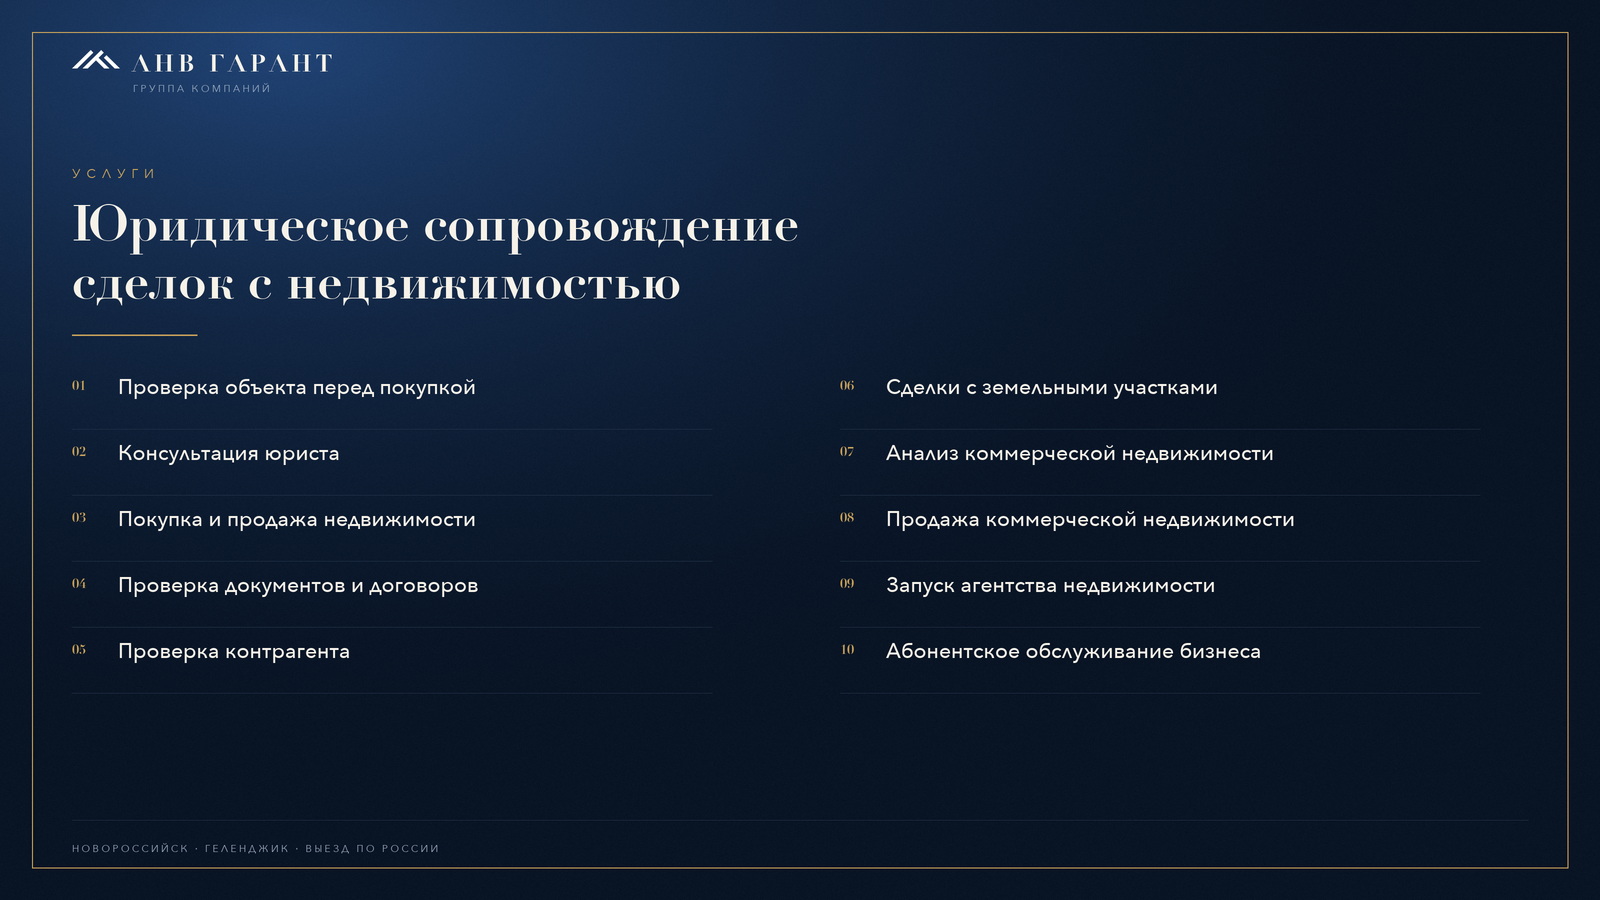 АНВ ГАРАНТ
ГРУППА КОМПАНИЙ
УСЛУГИ
Юридическое сопровождение
сделок с недвижимостью
01 Проверка объекта перед покупкой
02 Консультация юриста
03 Покупка и продажа недвижимости
04 Проверка документов и договоров
05 Проверка контрагента
06 Сделки с земельными участками
07 Анализ коммерческой недвижимости
08 Продажа коммерческой недвижимости
09 Запуск агентства недвижимости
10 Абонентское обслуживание бизнеса
НОВОРОССИЙСК · ГЕЛЕНДЖИК · ВЫЕЗД ПО РОССИИ